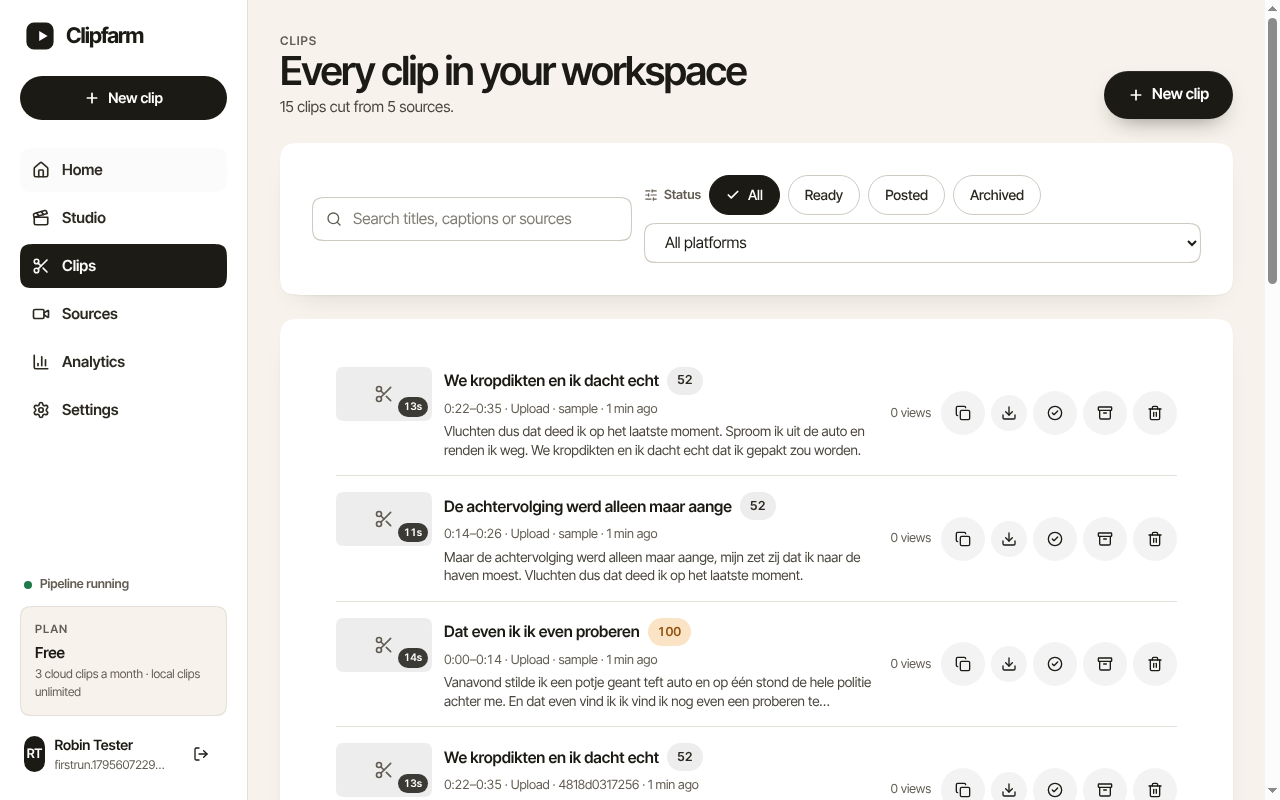 Clipfarm
New clip
Home
Studio
Clips
Sources
Analytics
Settings
Pipeline running
PLAN
Free
3 cloud clips a month · local clips
unlimited
RT
Robin Tester
firstrun.1795607229...
CLIPS
Every clip in your workspace
15 clips cut from 5 sources.
New clip
Search titles, captions or sources
Status
All
Ready
Posted
Archived
All platforms
13s
We kropdikten en ik dacht echt 52
0:22–0:35 · Upload · sample · 1 min ago
Vluchten dus dat deed ik op het laatste moment. Sproom ik uit de auto en
renden ik weg. We kropdikten en ik dacht echt dat ik gepakt zou worden.
0 views
11s
De achtervolging werd alleen maar aange 52
0:14–0:26 · Upload · sample · 1 min ago
Maar de achtervolging werd alleen maar aange, mijn zet zij dat ik naar de
haven moest. Vluchten dus dat deed ik op het laatste moment.
0 views
14s
Dat even ik ik even proberen 100
0:00–0:14 · Upload · sample · 1 min ago
Vanavond stilde ik een potje geant teft auto en op één stond de hele politie
achter me. En dat even vind ik ik vind ik nog even een proberen te...
0 views
13s
We kropdikten en ik dacht echt 52
0:22–0:35 · Upload · 4818d0317256 · 1 min ago
0 views